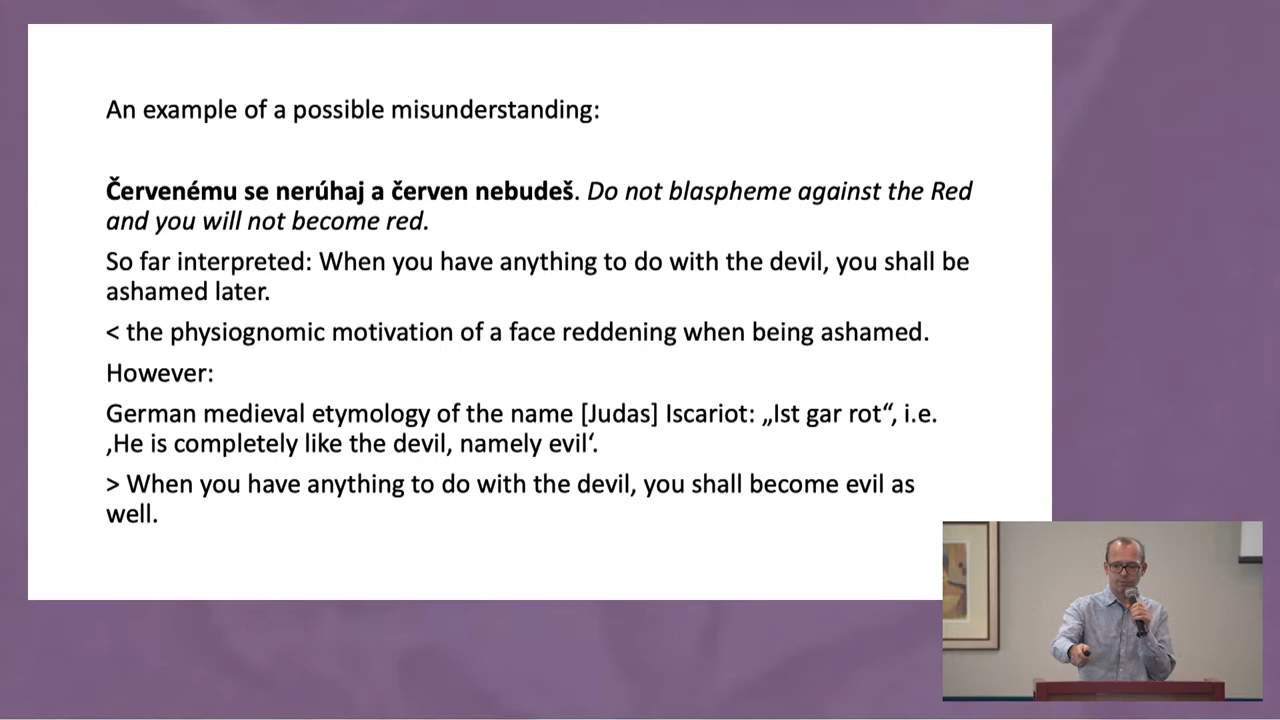 An example of a possible misunderstanding:
Červenému se nerúhaj a červen nebudeš. Do not blaspheme against the Red
and you will not become red.
So far interpreted: When you have anything to do with the devil, you shall be
ashamed later.
< the physiognomic motivation of a face reddening when being ashamed.
However:
German medieval etymology of the name [Judas] Iscariot: „Ist gar rot“, i.e.
‚He is completely like the devil, namely evil‘.
> When you have anything to do with the devil, you shall become evil as
well.